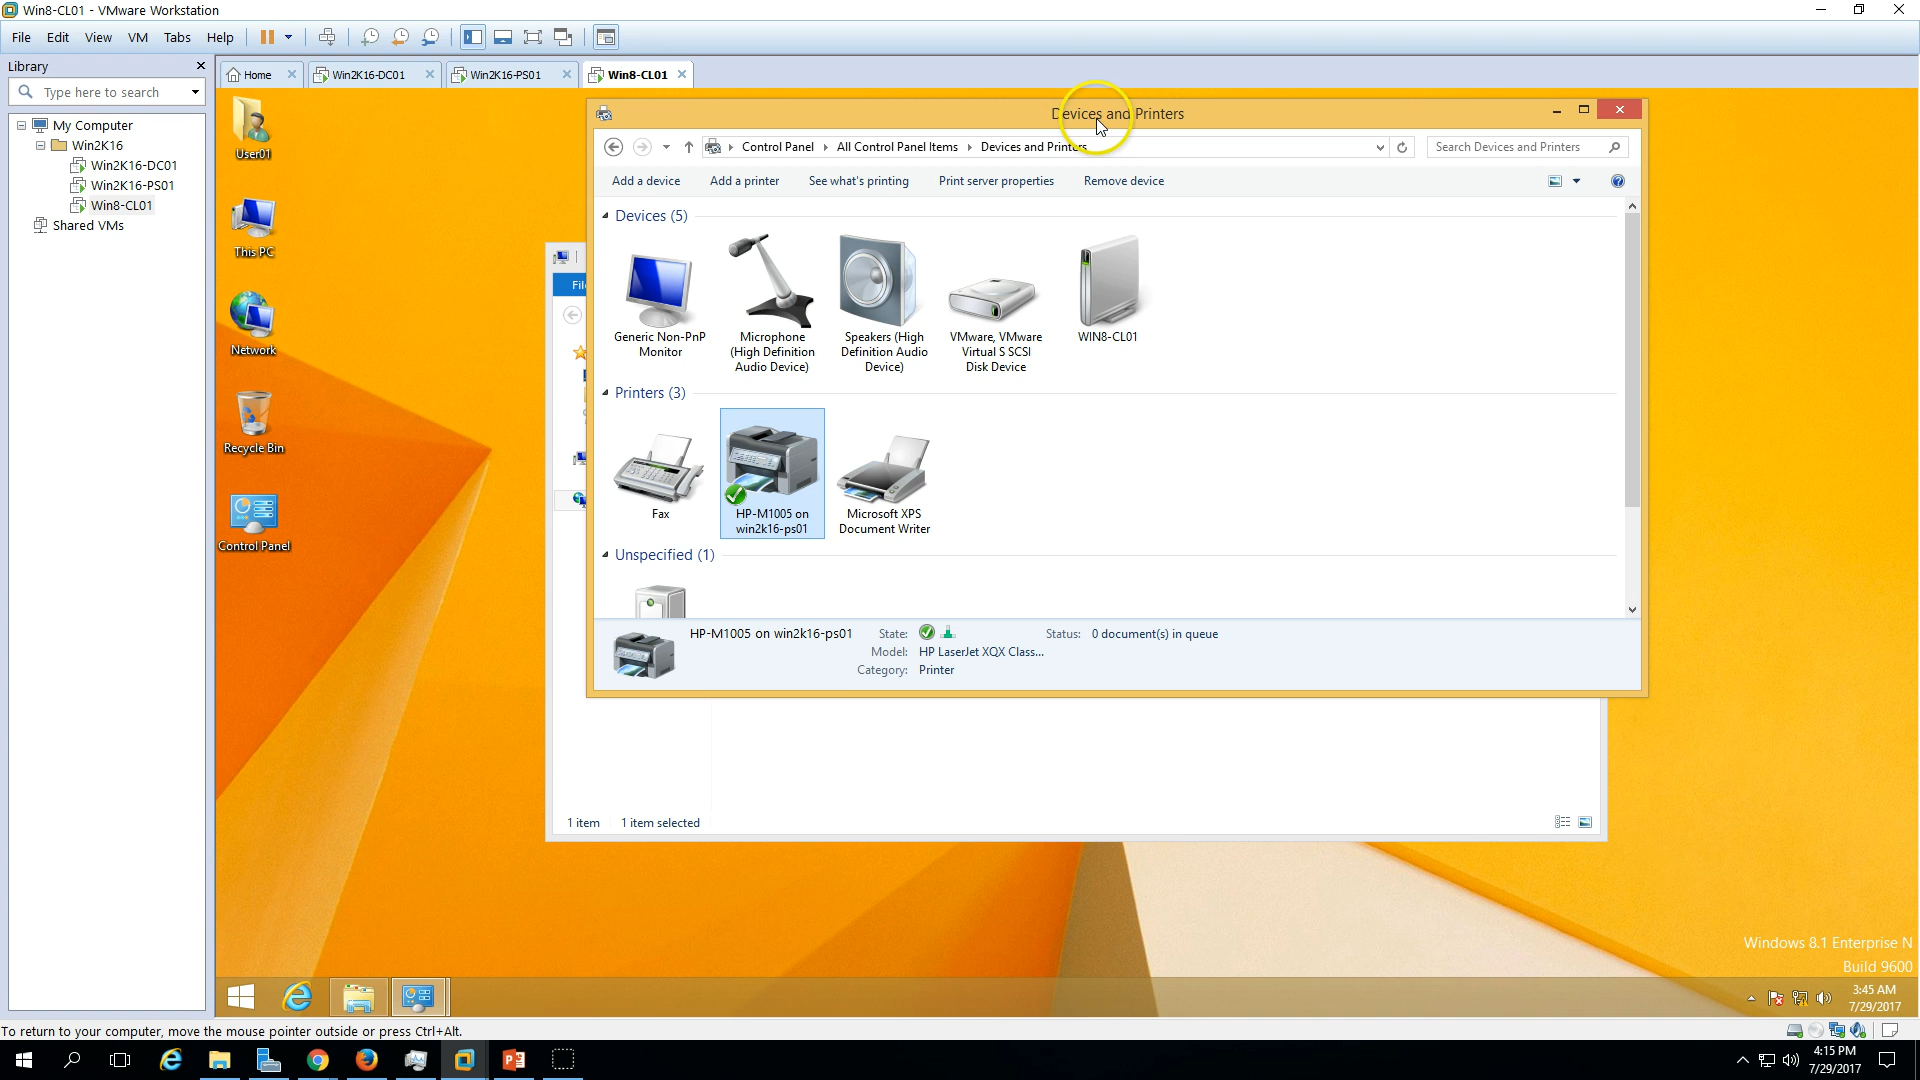 Win8-CL01 - VMware Workstation
File Edit View VM Tabs Help
Library
Type here to search
My Computer
Win2K16
Win2K16-DC01
Win2K16-PS01
Win8-CL01
Shared VMs
Home
Win2K16-DC01
Win2K16-PS01
Win8-CL01
User01
This PC
Network
Recycle Bin
Control Panel
Devices and Printers
Control Panel
All Control Panel Items
Devices and Printers
Search Devices and Printers
Add a device
Add a printer
See what's printing
Print server properties
Remove device
Devices (5)
Generic Non-PnP
Monitor
Microphone
(High Definition
Audio Device)
Speakers (High
Definition Audio
Device)
VMware, VMware
Virtual S SCSI
Disk Device
WIN8-CL01
Printers (3)
Fax
HP-M1005 on
win2k16-ps01
Microsoft XPS
Document Writer
Unspecified (1)
HP-M1005 on win2k16-ps01
State:
Status: 0 document(s) in queue
Model: HP LaserJet XQX Class...
Category: Printer
1 item 1 item selected
Windows 8.1 Enterprise N
Build 9600
3:45 AM
7/29/2017
To return to your computer, move the mouse pointer outside or press Ctrl+Alt.
4:15 PM
7/29/2017